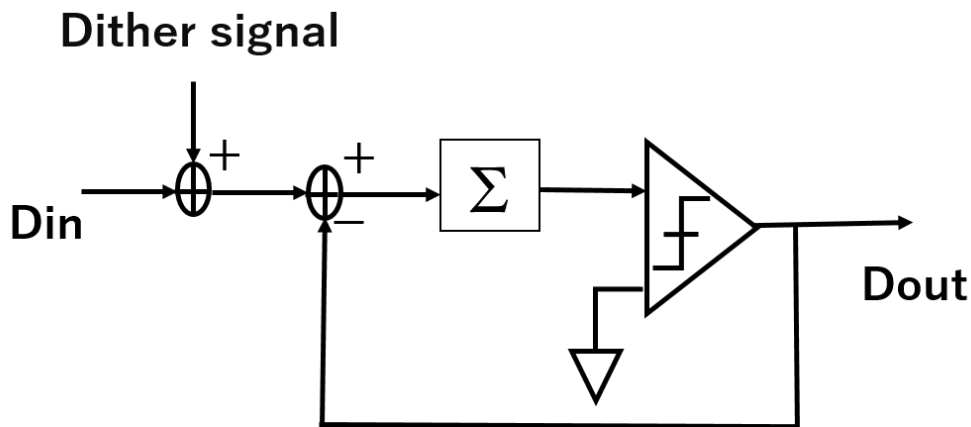 Dither signal
+
+
Σ
−
Din
Dout